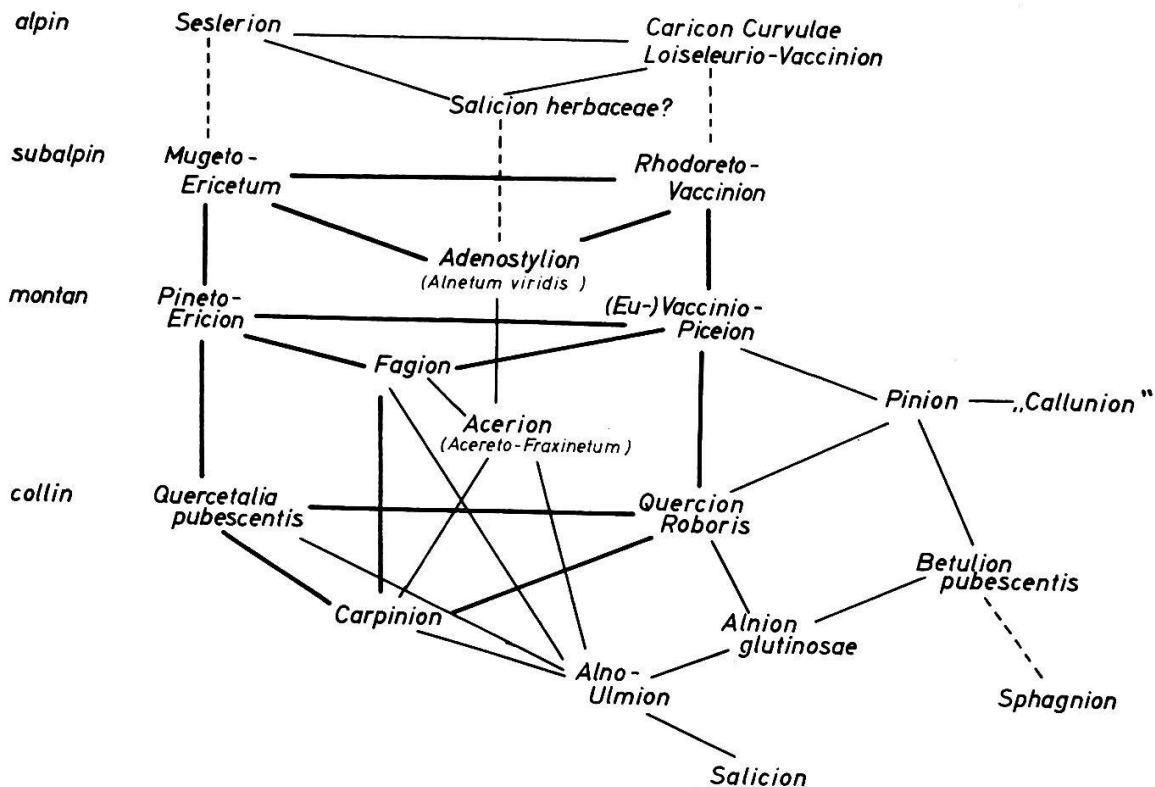 alpin
Seslerion
Caricon Curvulae
Loiseleurio-Vaccinion
Salicion herbaceae?
subalpin
Mugeto-
Ericetum
Rhodoreto-
Vaccinion
Adenostylion
(Alnetum viridis)
montan
Pineto-
Ericion
(Eu-)Vaccinio-
Piceion
Fagion
Pinion
„Callunion"
Acerion
(Acereto-Fraxinetum)
collin
Quercetalia
pubescentis
Quercion
Roboris
Betulion
pubescentis
Carpinion
Alnion
glutinosae
Alno-
Ulmion
Sphagnion
Salicion